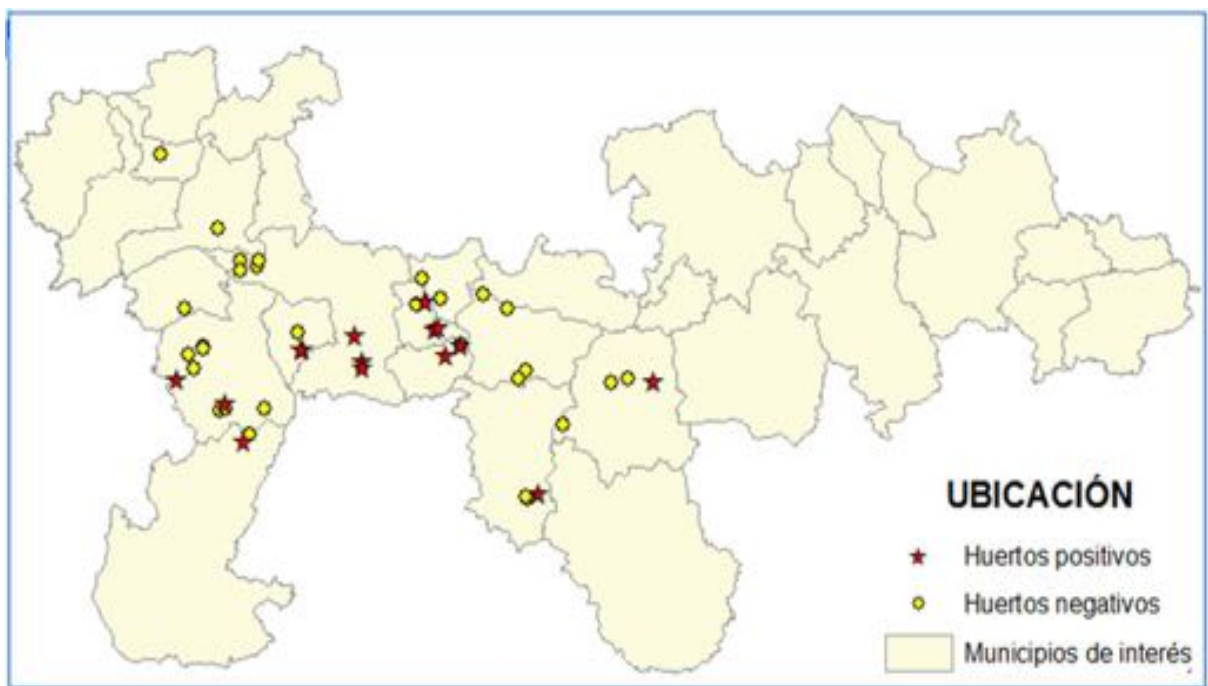 UBICACIÓN
Huertos positivos
Huertos negativos
Municipios de interés